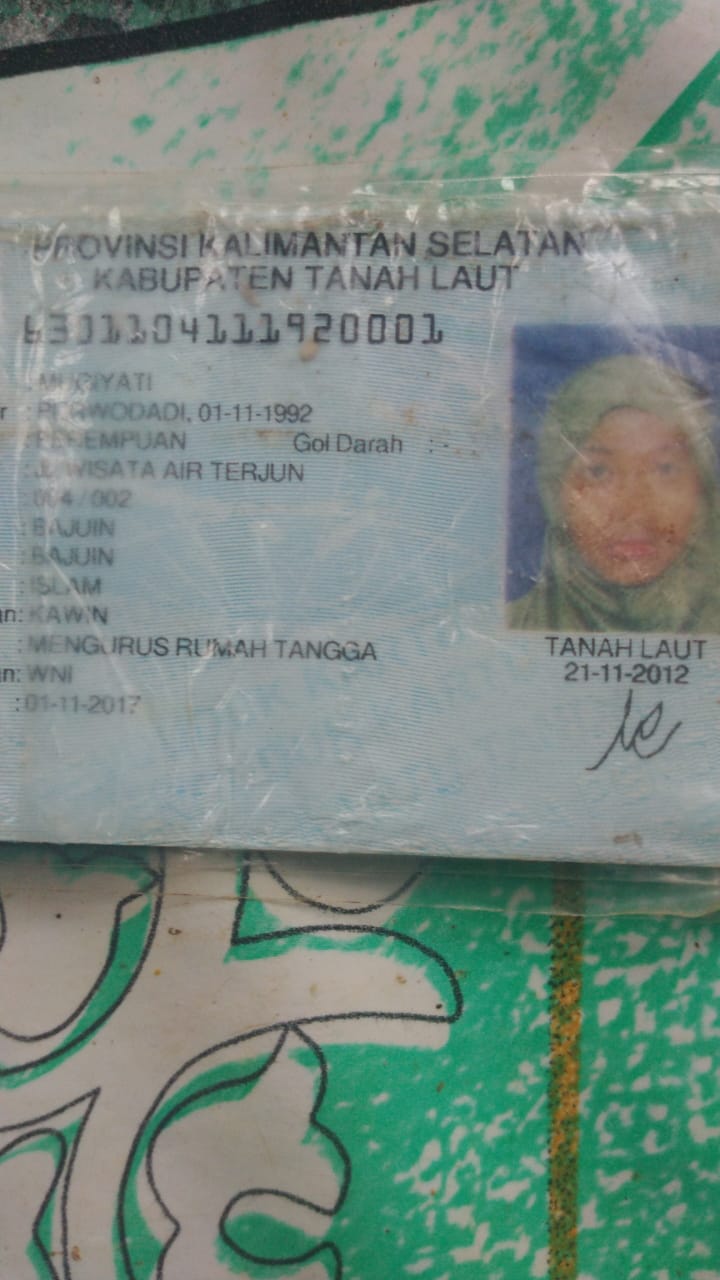 PROVINSI KALIMANTAN SELATAN
KABUPATEN TANAH LAUT
6301104111920001
: MUGIYATI
r : PURWODADI, 01-11-1992
: PEREMPUAN Gol Darah : -
: JL WISATA AIR TERJUN
: 004 / 002
: BAJUIN
: BAJUIN
: ISLAM
an: KAWIN
: MENGURUS RUMAH TANGGA
an: WNI
: 01-11-2017
TANAH LAUT
21-11-2012